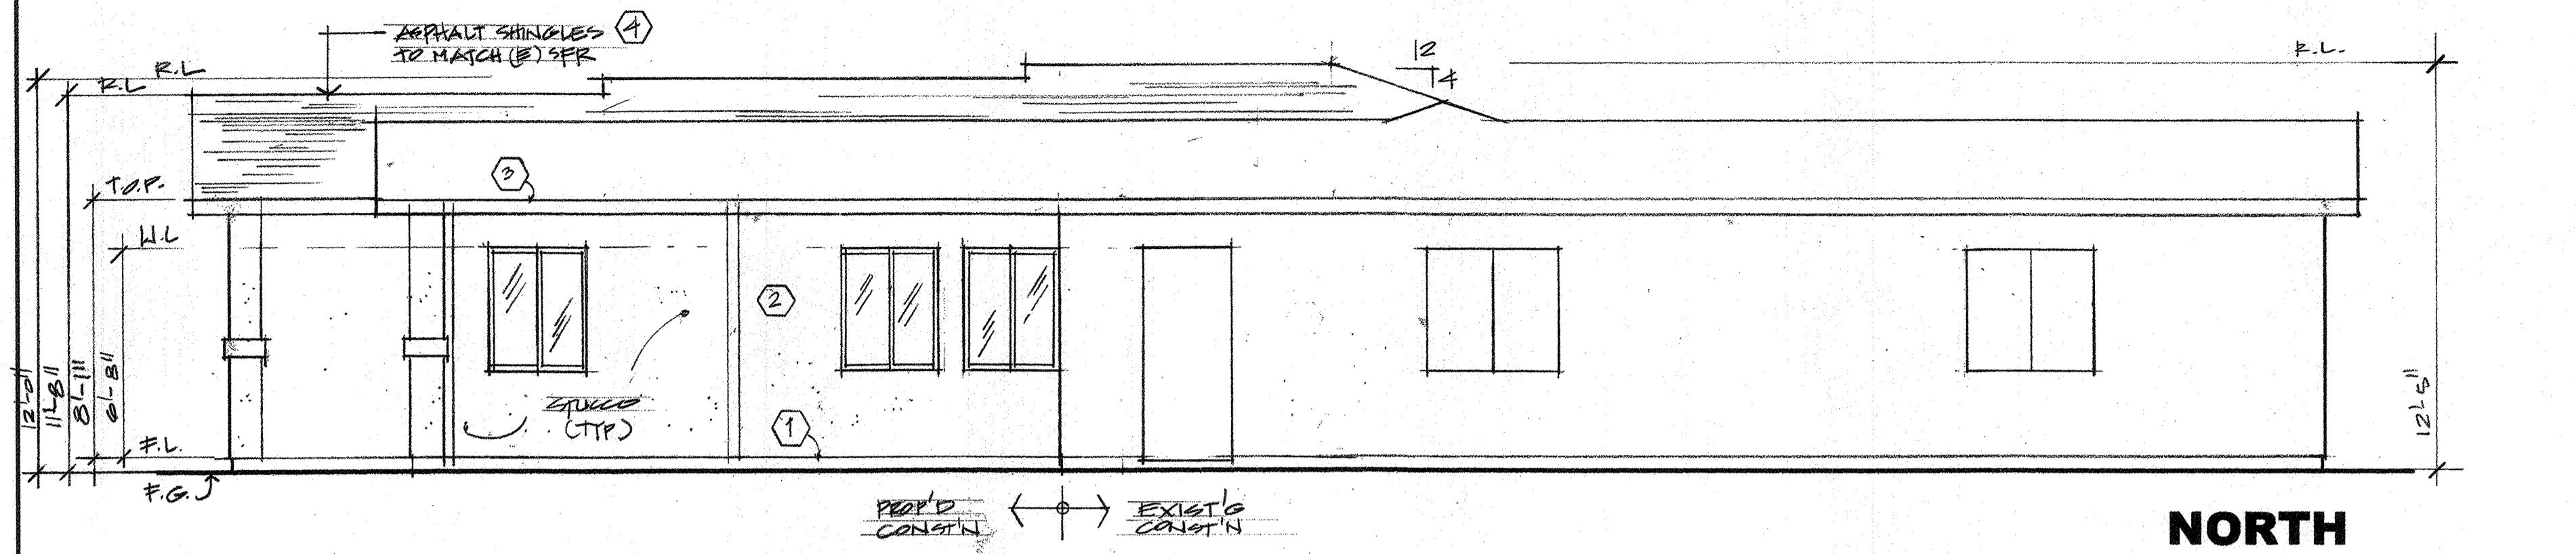 ASPHALT SHINGLES 4
TO MATCH (E) SFR
12
4
R.L.
R.L
R.L
T.O.P.
3
W.L
2
12'-0"
11'-8"
8'-1"
6'-8"
12'-5"
STUCCO
(TYP.)
1
F.L.
F.G.
PROP'D
CONST'N
EXIST'G
CONST'N
NORTH